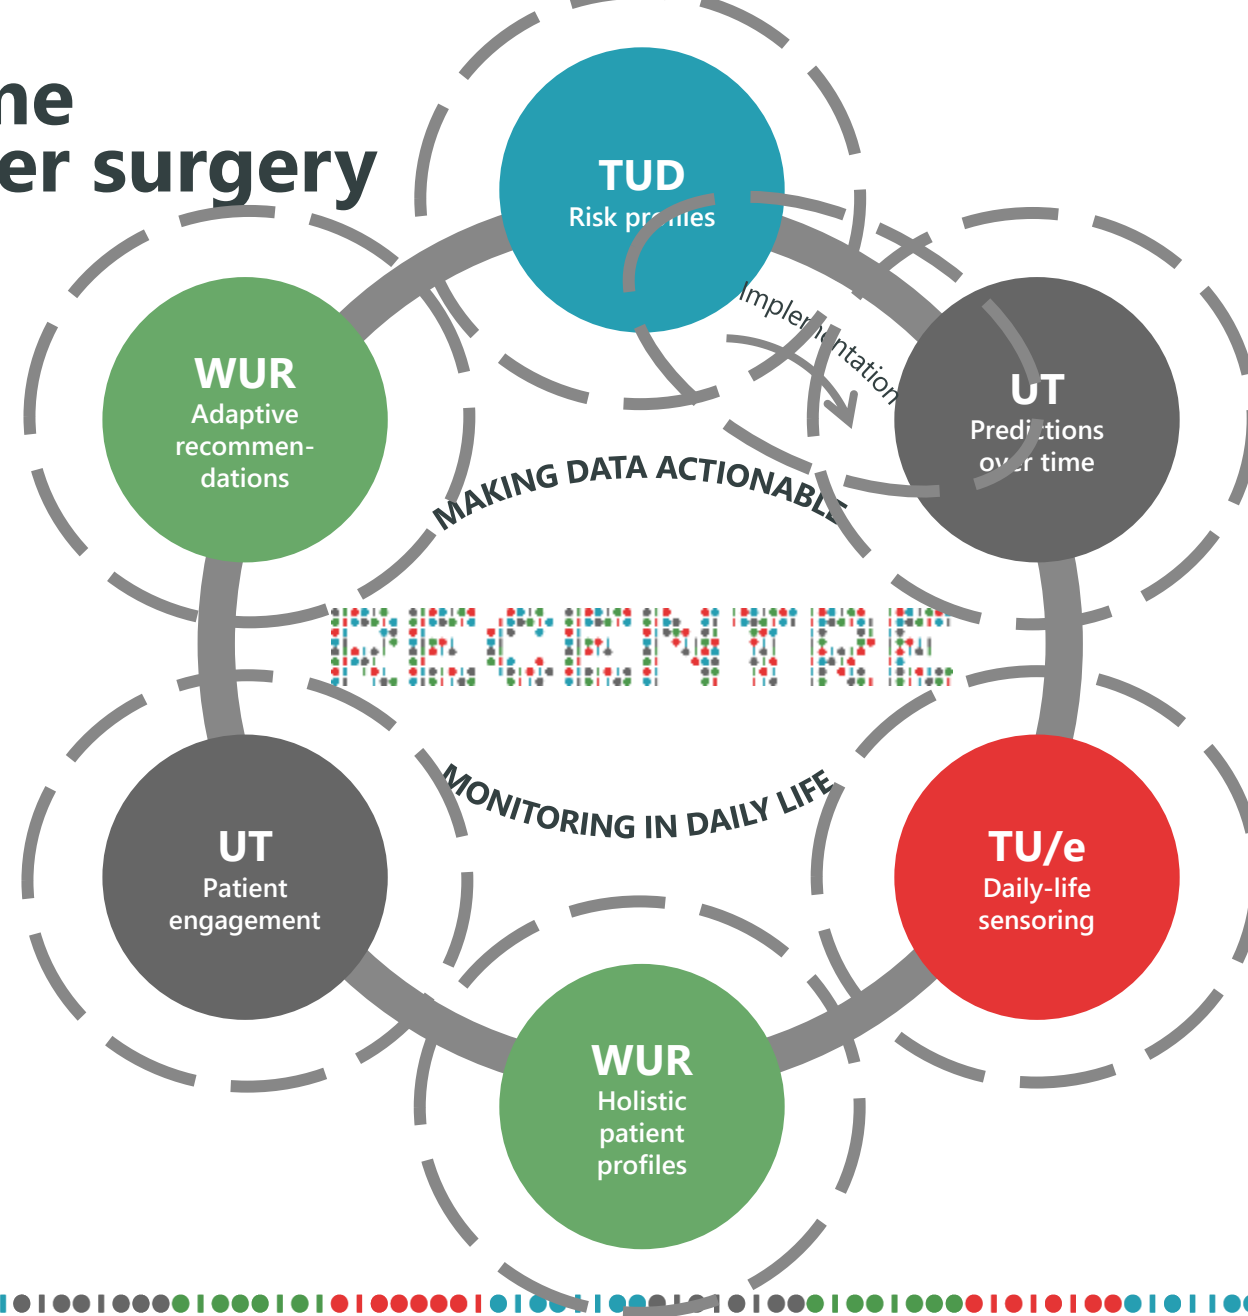 er surgery
TUD
Risk profiles
Implementation
WUR
Adaptive
recommen-
dations
UT
Predictions
over time
MAKING DATA ACTIONABLE
RECENTRE
MONITORING IN DAILY LIFE
UT
Patient
engagement
TU/e
Daily-life
sensoring
WUR
Holistic
patient
profiles